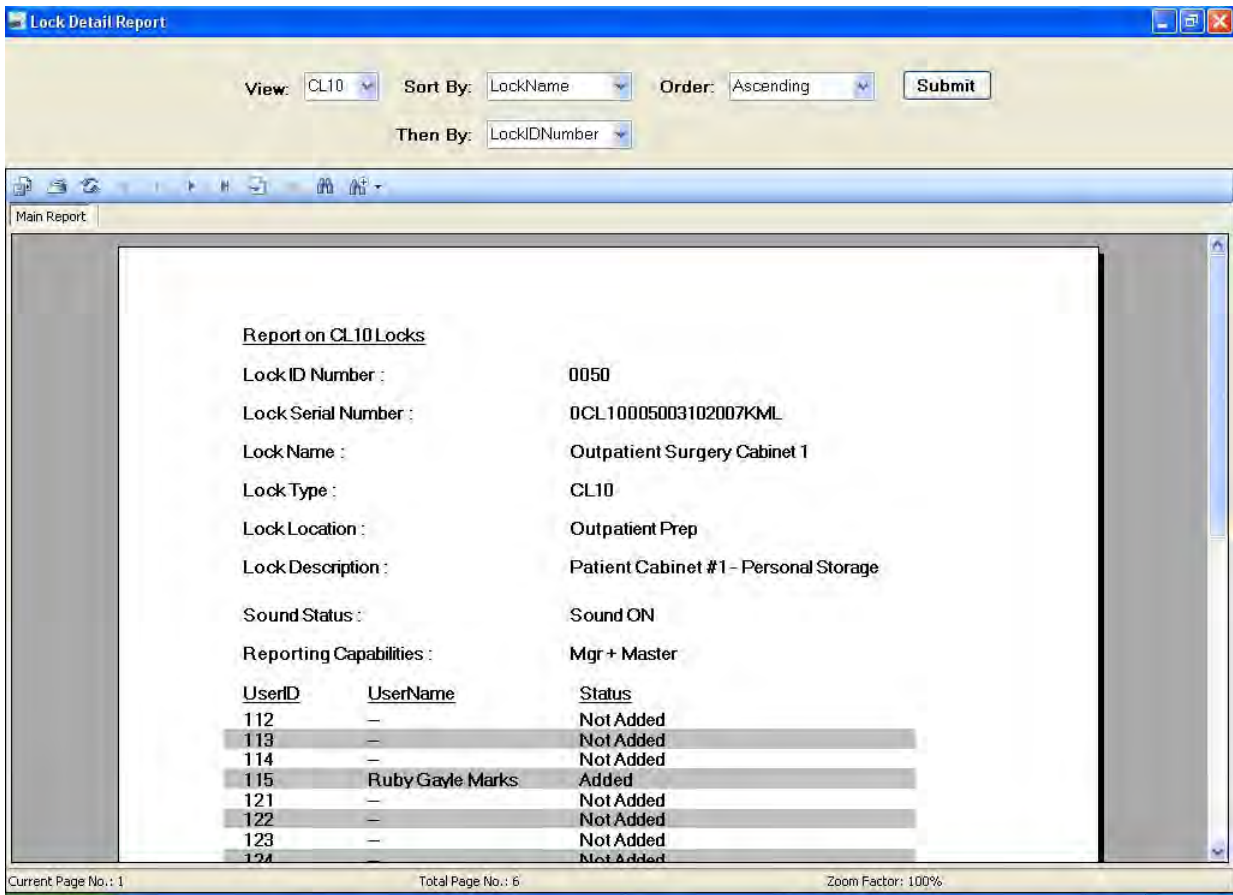 Lock Detail Report
View: CL10 Sort By: LockName Order: Ascending Submit
Then By: LockIDNumber
Main Report
Report on CL10 Locks
Lock ID Number : 0050
Lock Serial Number : 0CL10005003102007KML
Lock Name : Outpatient Surgery Cabinet 1
Lock Type : CL10
Lock Location : Outpatient Prep
Lock Description : Patient Cabinet #1 - Personal Storage
Sound Status : Sound ON
Reporting Capabilities : Mgr + Master
UserID UserName Status
112 -- Not Added
113 -- Not Added
114 -- Not Added
115 Ruby Gayle Marks Added
121 -- Not Added
122 -- Not Added
123 -- Not Added
124 Not Added
Current Page No.: 1 Total Page No.: 6 Zoom Factor: 100%